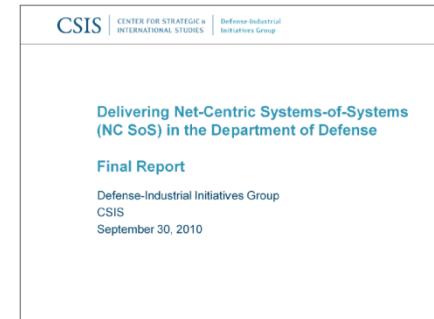 CSIS
CENTER FOR STRATEGIC &
INTERNATIONAL STUDIES
Defense-Industrial
Initiatives Group
Delivering Net-Centric Systems-of-Systems
(NC SoS) in the Department of Defense
Final Report
Defense-Industrial Initiatives Group
CSIS
September 30, 2010